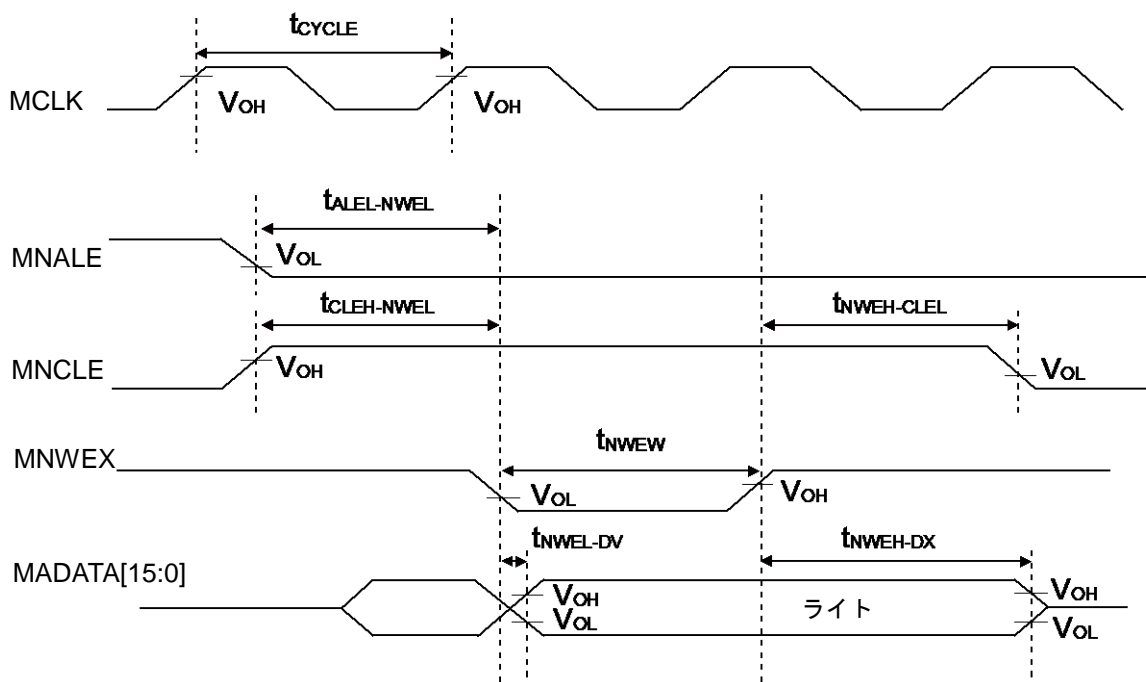 tCYCLE
MCLK
VOH
VOH
tALEL-NWEL
MNALE
VOL
tCLEH-NWEL
tNWEH-CLEL
MNCLE
VOH
VOL
tNWEW
MNWEX
VOL
VOH
tNWEL-DV
tNWEH-DX
MADATA[15:0]
VOH
ライト
VOH
VOL
VOL